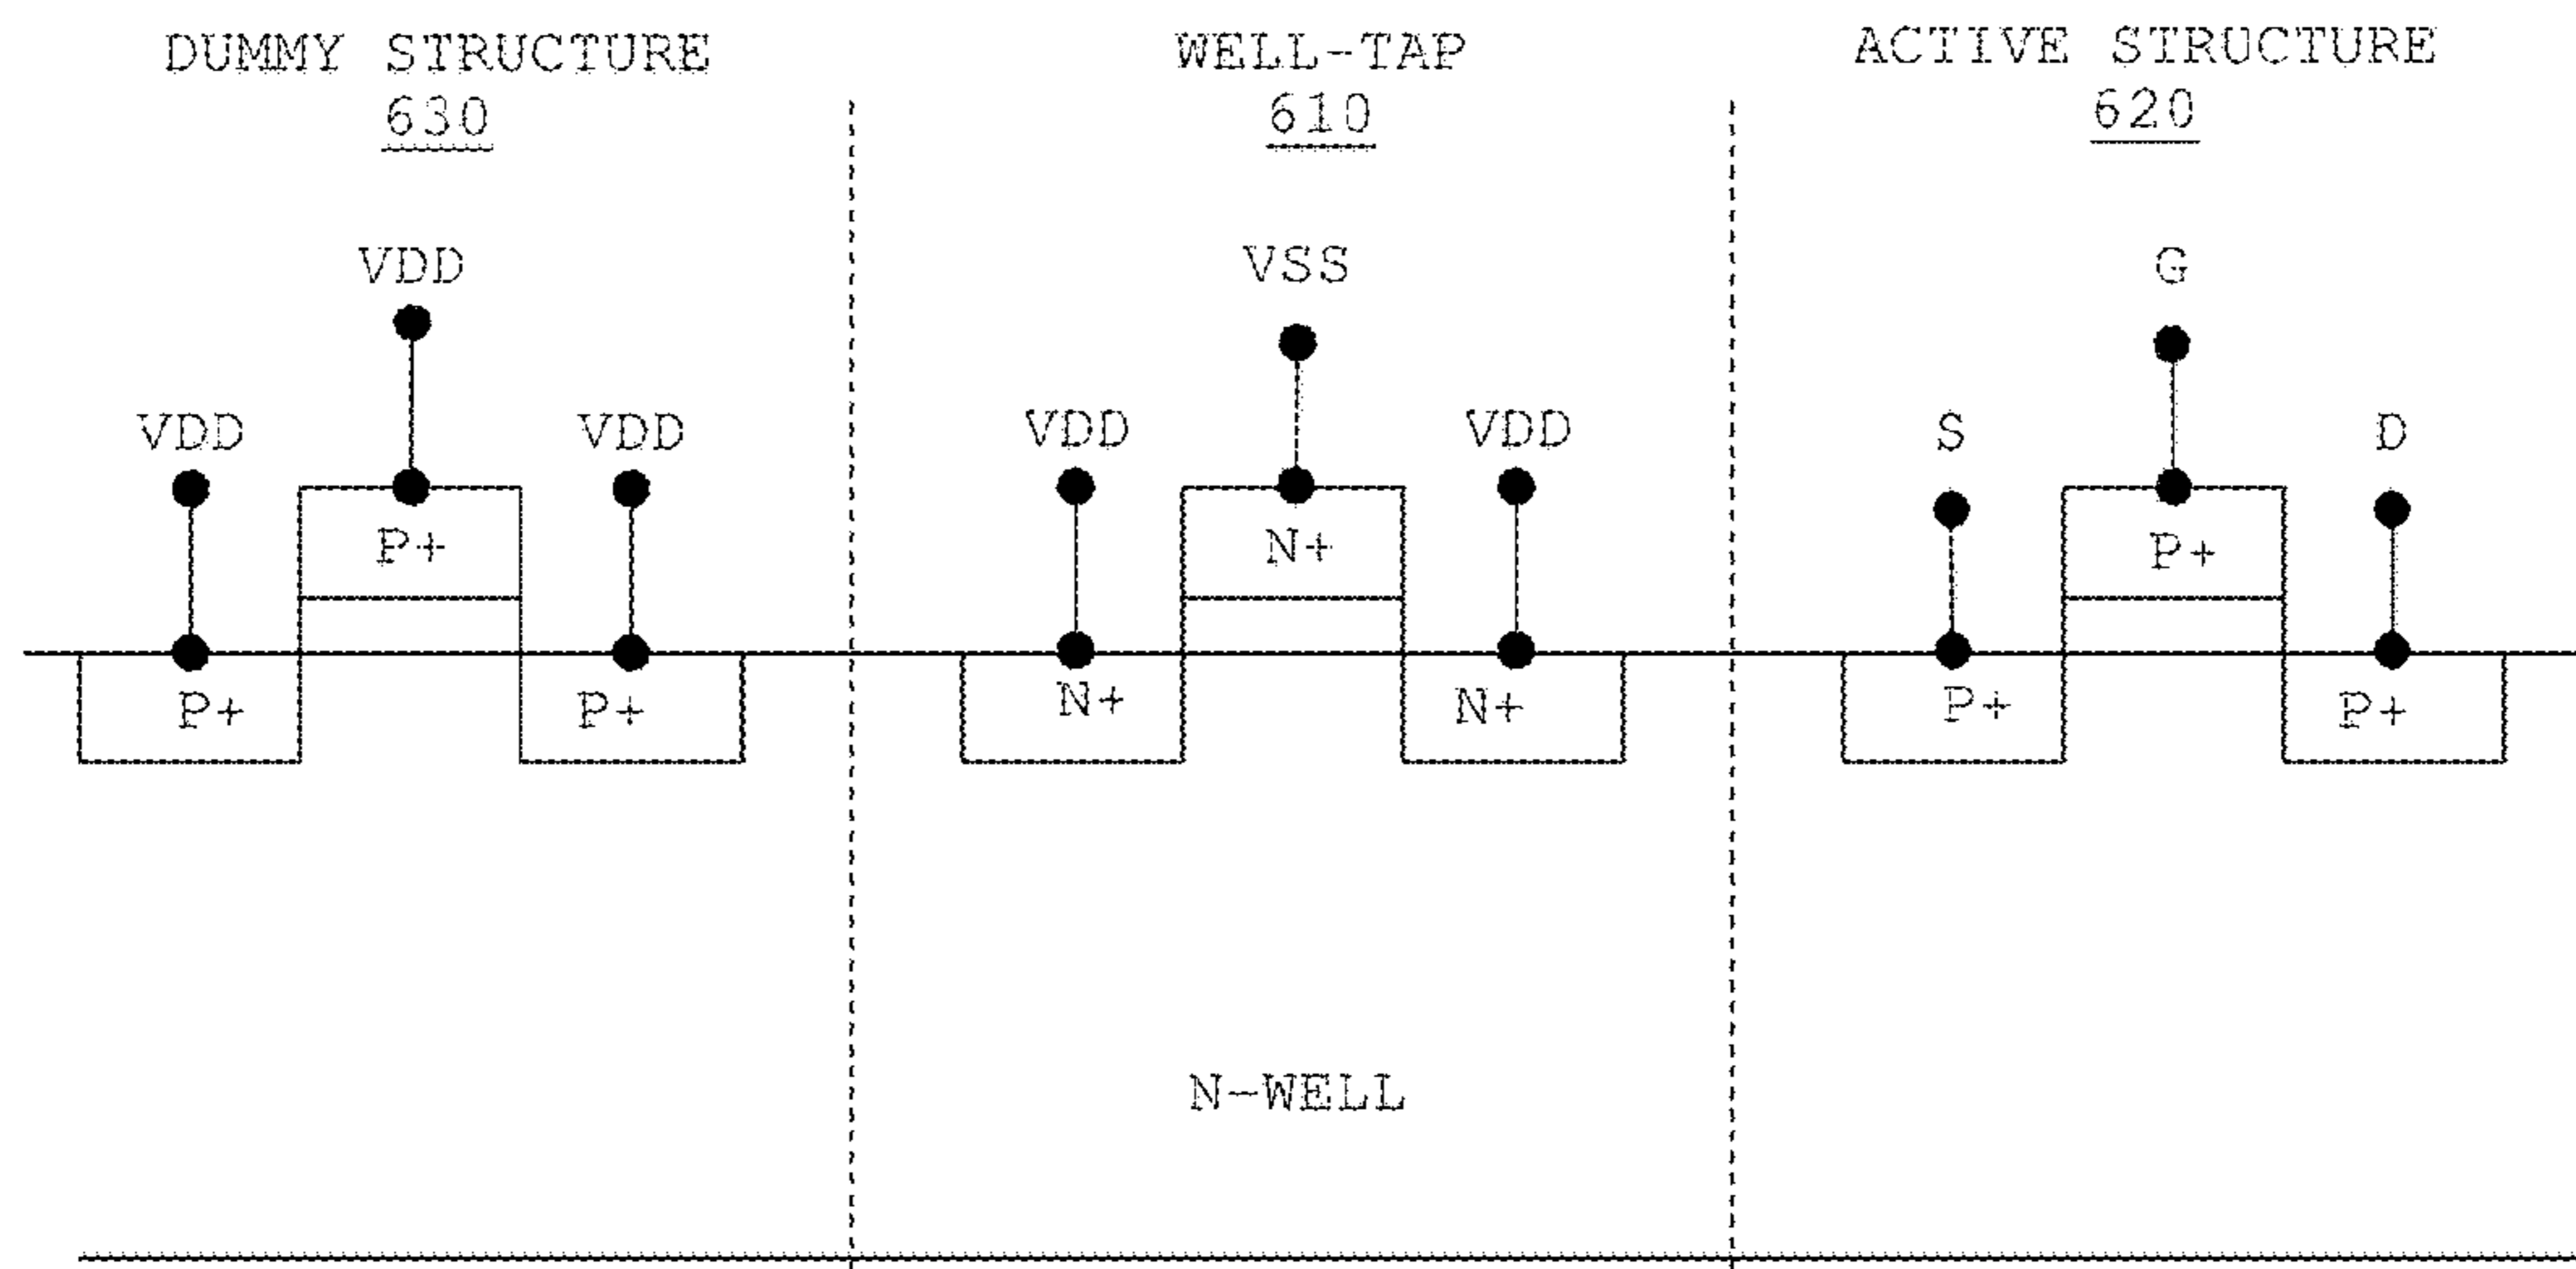 DUMMY STRUCTURE
630
WELL-TAP
610
ACTIVE STRUCTURE
620
VDD
VSS
G
VDD
VDD
VDD
VDD
S
D
P+
N+
P+
P+
P+
N+
N+
P+
P+
N-WELL